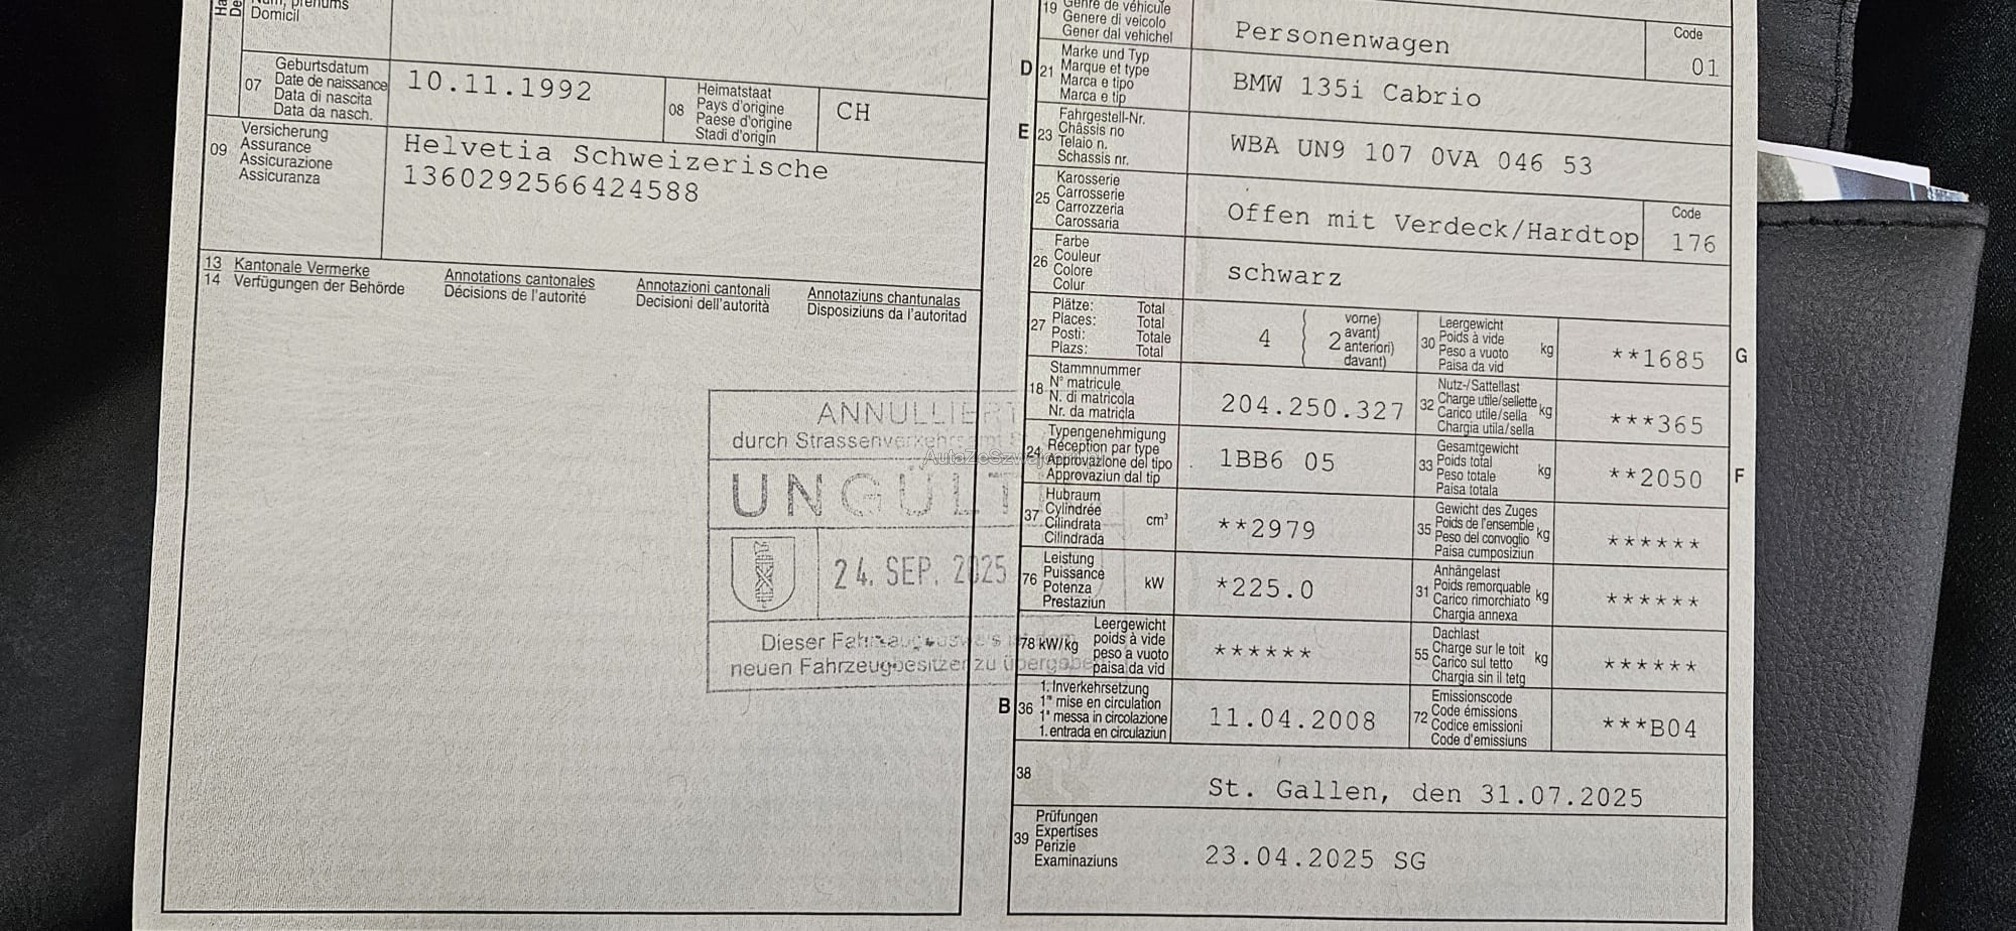 Domicil
07
Geburtsdatum
Date de naissance
Data di nascita
Data da nasch.
10.11.1992
08
Heimatstaat
Pays d'origine
Paese d'origine
Stadi d'origin
CH
09
Versicherung
Assurance
Assicurazione
Assicuranza
Helvetia Schweizerische
1360292566424588
13 Kantonale Vermerke
14 Verfügungen der Behörde
Annotations cantonales
Décisions de l'autorité
Annotazioni cantonali
Decisioni dell'autorità
Annotaziuns chantunalas
Disposiziuns da l'autoritad
ANNULLIERT
durch Strassenverkehrsamt
UNGÜLT
24. SEP. 2025
Dieser Fahrzeugausweis
neuen Fahrzeugbesitzer zu übergebe
19
Genre de véhicule
Genere di veicolo
Gener dal vehichel
Personenwagen
Code
01
D 21
Marke und Typ
Marque et type
Marca e tipo
Marca e tip
BMW 135i Cabrio
E 23
Fahrgestell-Nr.
Châssis no
Telaio n.
Schassis nr.
WBA UN9 107 0VA 046 53
25
Karosserie
Carrosserie
Carrozzeria
Carossaria
Offen mit Verdeck/Hardtop
Code
176
26
Farbe
Couleur
Colore
Colur
schwarz
27
Plätze: Total
Places: Total
Posti: Totale
Plazs: Total
4
2
vorne)
avant)
anteriori)
davant)
30
Leergewicht
Poids à vide
Peso a vuoto
Paisa da vid
kg
**1685
G
18
Stammnummer
N° matricule
N. di matricola
Nr. da matricla
204.250.327
32
Nutz-/Sattellast
Charge utile/sellette
Carico utile/sella
Chargia utila/sella
kg
***365
24
Typengenehmigung
Réception par type
Approvazione del tipo
Approvaziun dal tip
1BB6 05
33
Gesamtgewicht
Poids total
Peso totale
Paisa totala
kg
**2050
F
37
Hubraum
Cylindrée
Cilindrata
Cilindrada
cm³
**2979
35
Gewicht des Zuges
Poids de l'ensemble
Peso del convoglio
Paisa cumposiziun
kg
******
76
Leistung
Puissance
Potenza
Prestaziun
kW
*225.0
31
Anhängelast
Poids remorquable
Carico rimorchiato
Chargia annexa
kg
******
78 kW/kg
Leergewicht
poids à vide
peso a vuoto
paisa da vid
******
55
Dachlast
Charge sur le toit
Carico sul tetto
Chargia sin il tetg
kg
******
B 36
1. Inverkehrsetzung
1re mise en circulation
1a messa in circolazione
1. entrada en circulaziun
11.04.2008
72
Emissionscode
Code émissions
Codice emissioni
Code d'emissiuns
***B04
38
St. Gallen, den 31.07.2025
39
Prüfungen
Expertises
Perizie
Examinaziuns
23.04.2025 SG